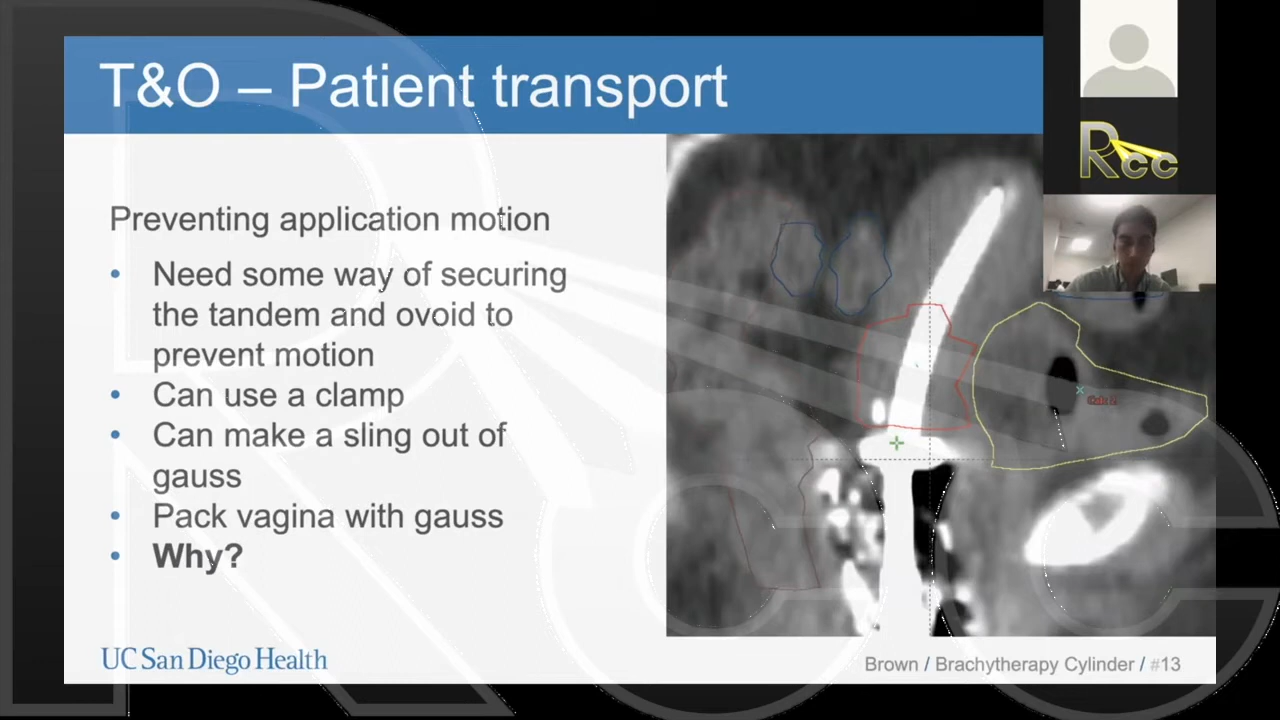 T&O – Patient transport
Preventing application motion
• Need some way of securing
the tandem and ovoid to
prevent motion
• Can use a clamp
• Can make a sling out of
gauss
• Pack vagina with gauss
• Why?
UC San Diego Health
Brown / Brachytherapy Cylinder / #13
Rcc